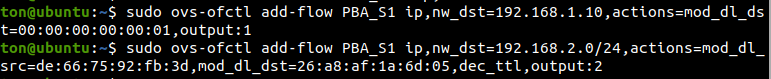 ton@ubuntu:~$ sudo ovs-ofctl add-flow PBA_S1 ip,nw_dst=192.168.1.10,actions=mod_dl_ds
t=00:00:00:00:00:01,output:1
ton@ubuntu:~$ sudo ovs-ofctl add-flow PBA_S1 ip,nw_dst=192.168.2.0/24,actions=mod_dl_
src=de:66:75:92:fb:3d,mod_dl_dst=26:a8:af:1a:6d:05,dec_ttl,output:2